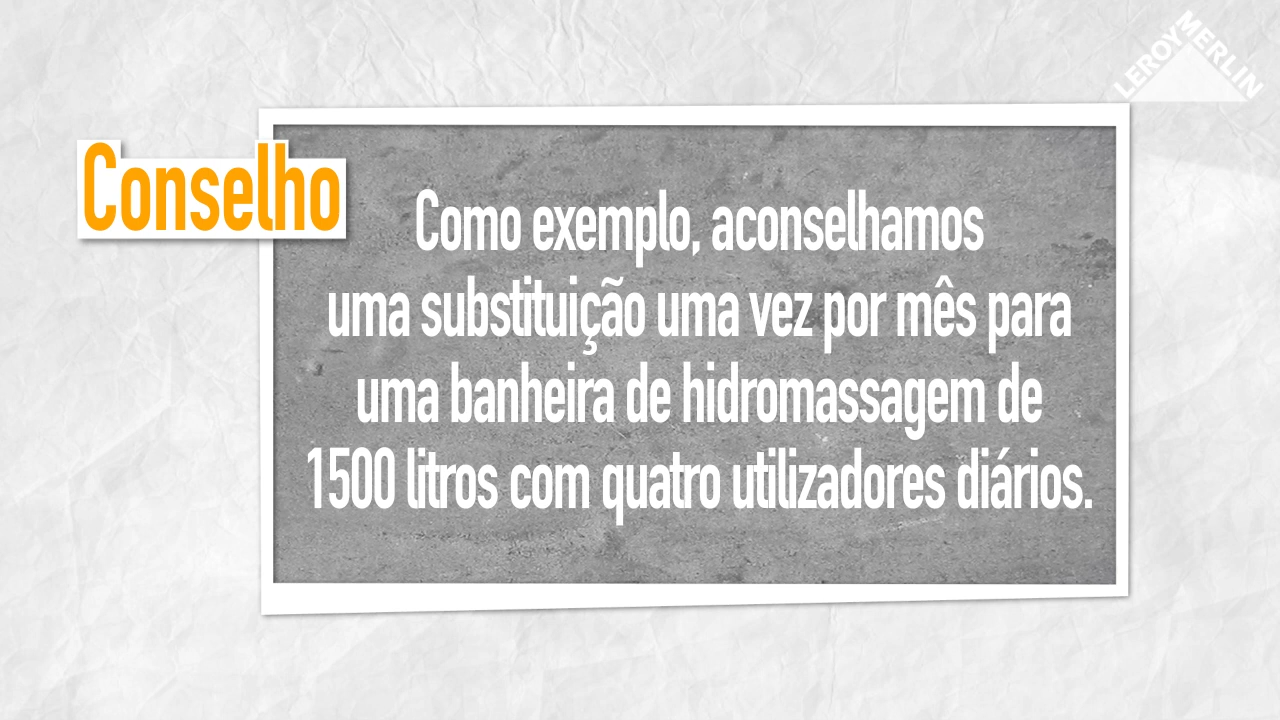 LEROY MERLIN
Conselho
Como exemplo, aconselhamos
uma substituição uma vez por mês para
uma banheira de hidromassagem de
1500 litros com quatro utilizadores diários.